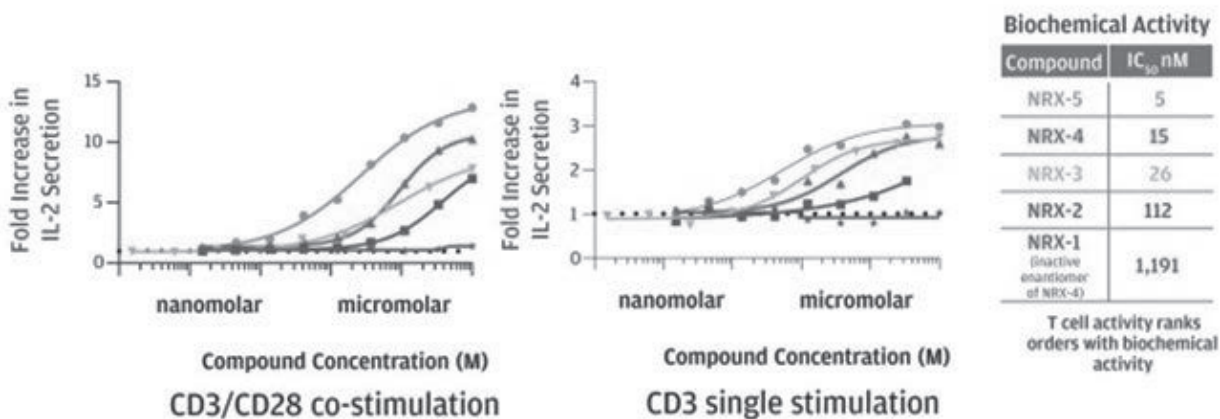 Fold Increase in
IL-2 Secretion
15
10
5
0
nanomolar micromolar
Compound Concentration (M)
CD3/CD28 co-stimulation
Fold Increase in
IL-2 Secretion
4
3
2
1
0
nanomolar micromolar
Compound Concentration (M)
CD3 single stimulation
Biochemical Activity
Compound IC50 nM
NRX-5 5
NRX-4 15
NRX-3 26
NRX-2 112
NRX-1
(inactive
enantiomer
of NRX-4)
1,191
T cell activity ranks
orders with biochemical
activity